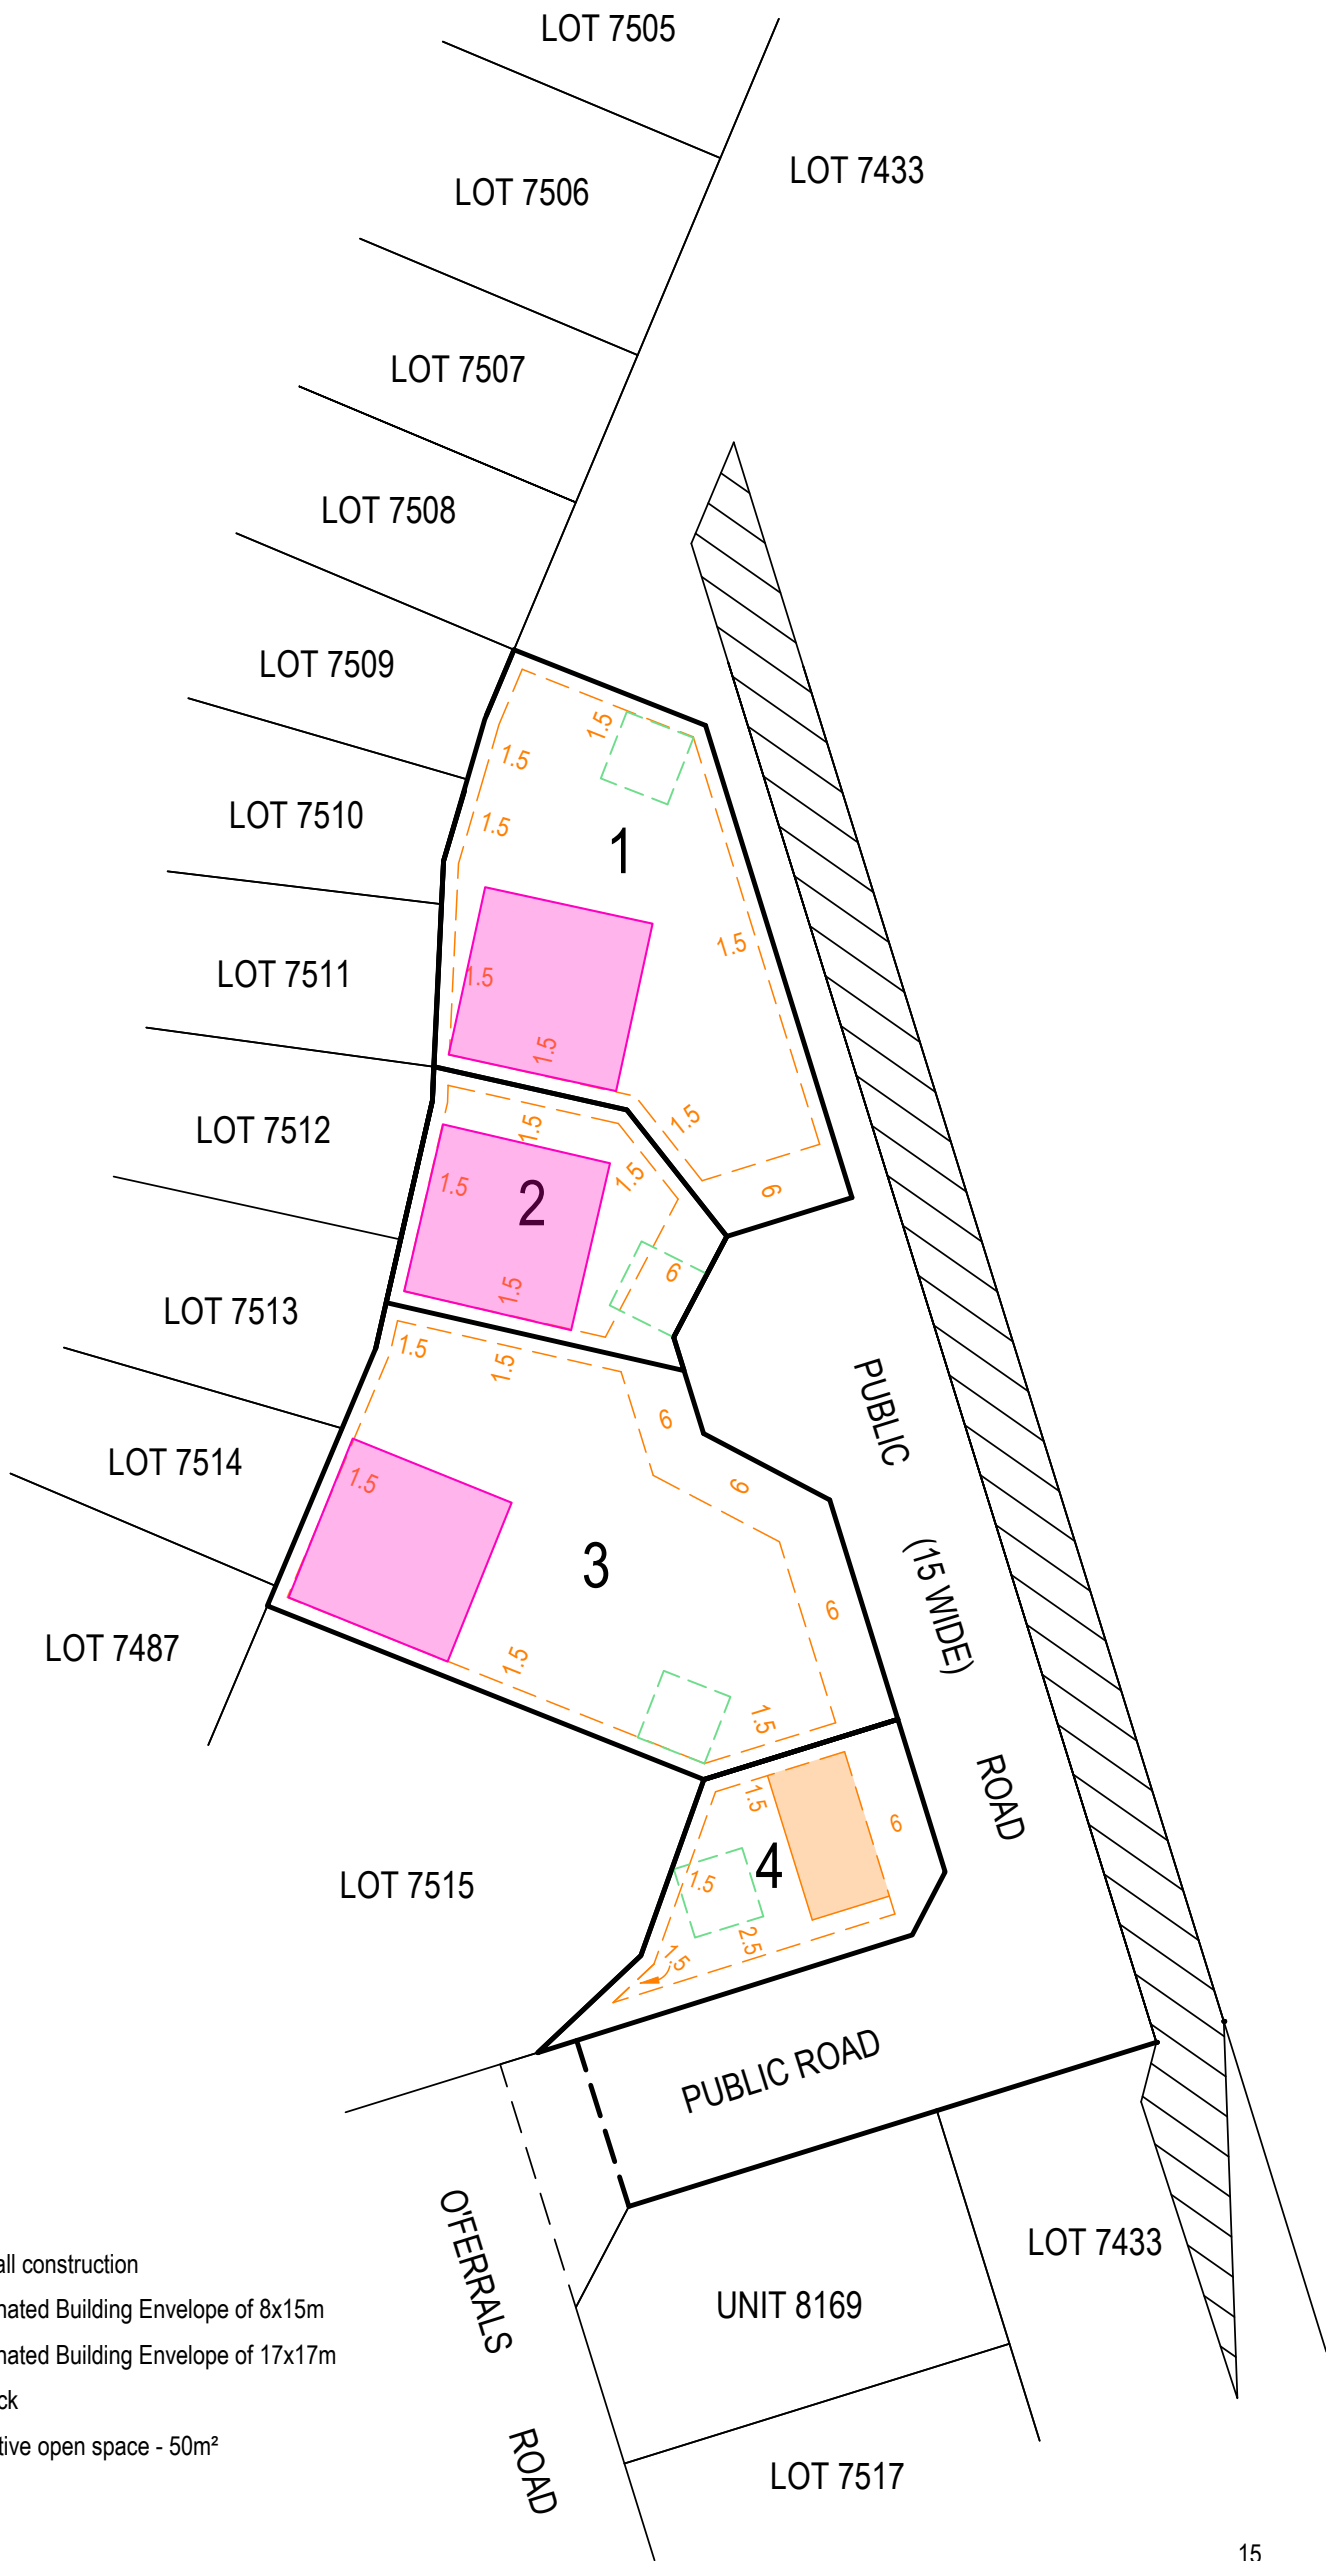 LOT 7505
LOT 7433
LOT 7506
LOT 7507
LOT 7508
LOT 7509
1.5
1.5
LOT 7510
1.5
1
1.5
LOT 7511
1.5
1.5
1.5
LOT 7512
1.5
1.5
1.5
2
6
LOT 7513
1.5
6
1.5
1.5
6
LOT 7514
1.5
6
PUBLIC
(15 WIDE)
ROAD
3
6
LOT 7487
1.5
1.5
1.5
6
4
LOT 7515
1.5
2.5
1.5
PUBLIC ROAD
O'FERRALS
ROAD
LOT 7433
all construction
nated Building Envelope of 8x15m
UNIT 8169
nated Building Envelope of 17x17m
ck
tive open space - 50m²
LOT 7517
15